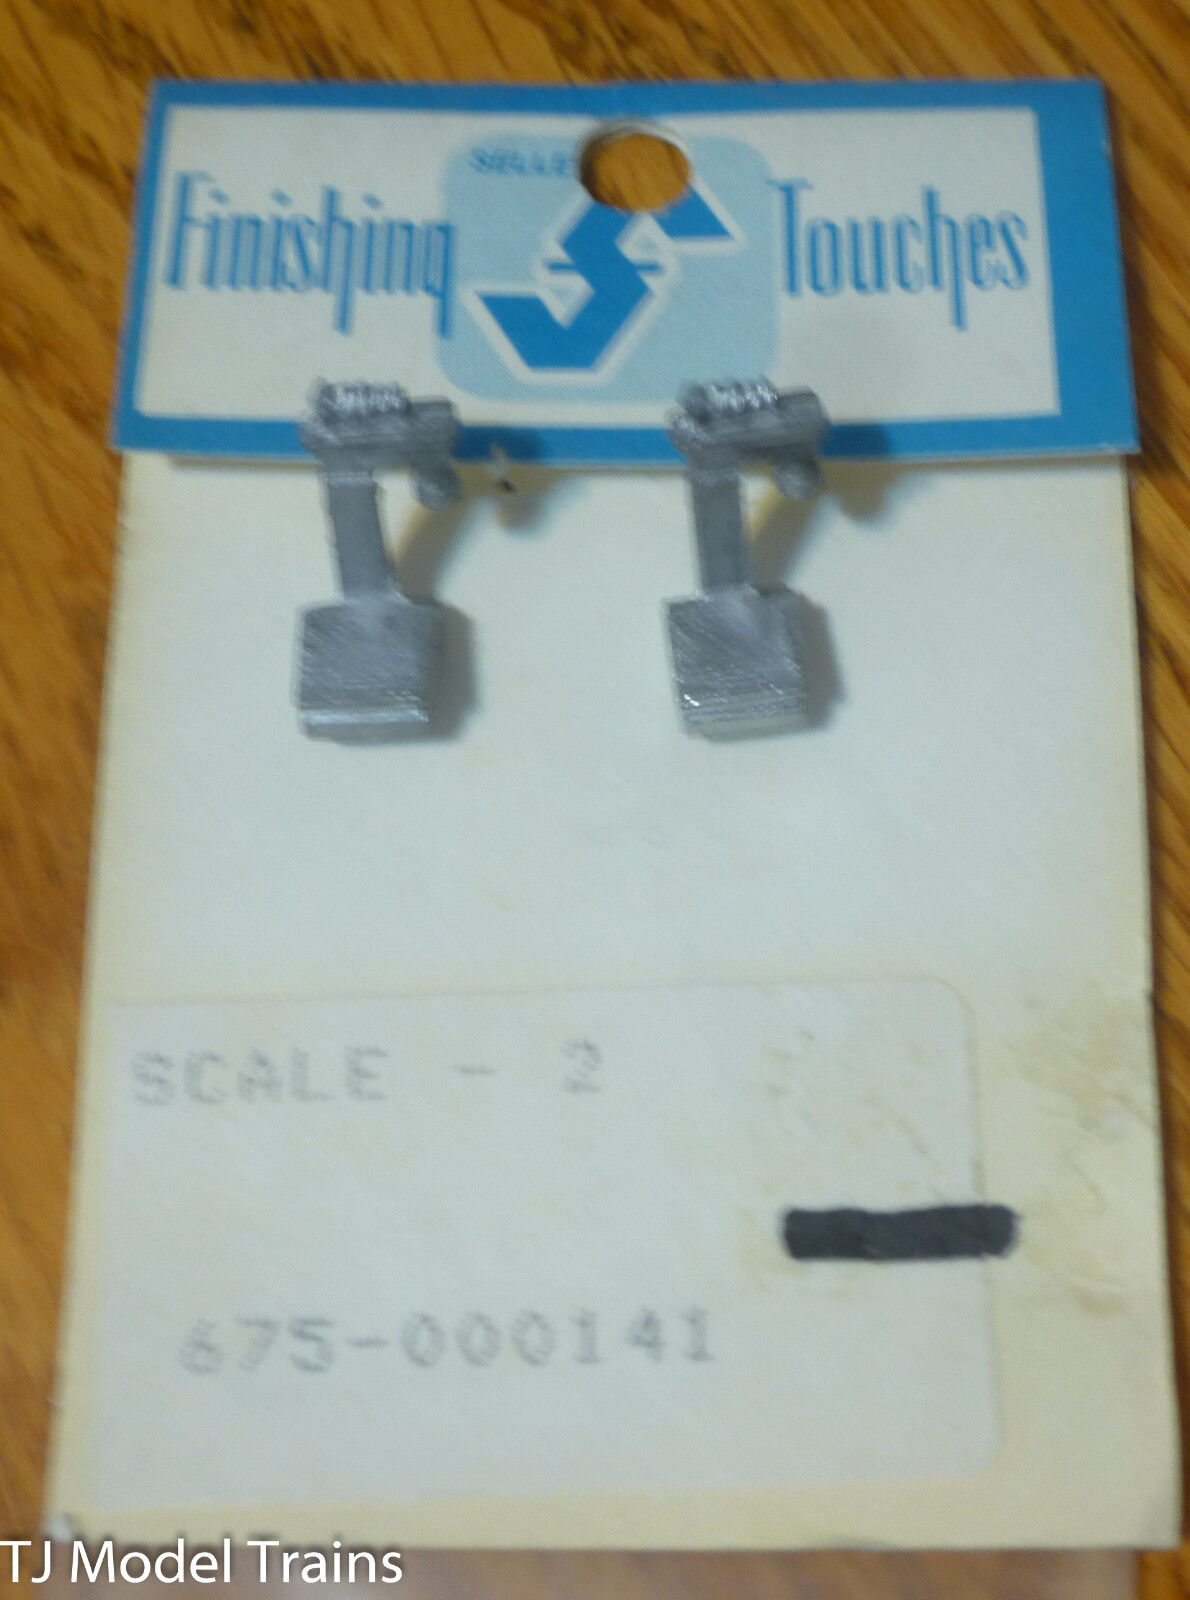 Finishing Touches
SCALE - 2
675-000141
TJ Model Trains